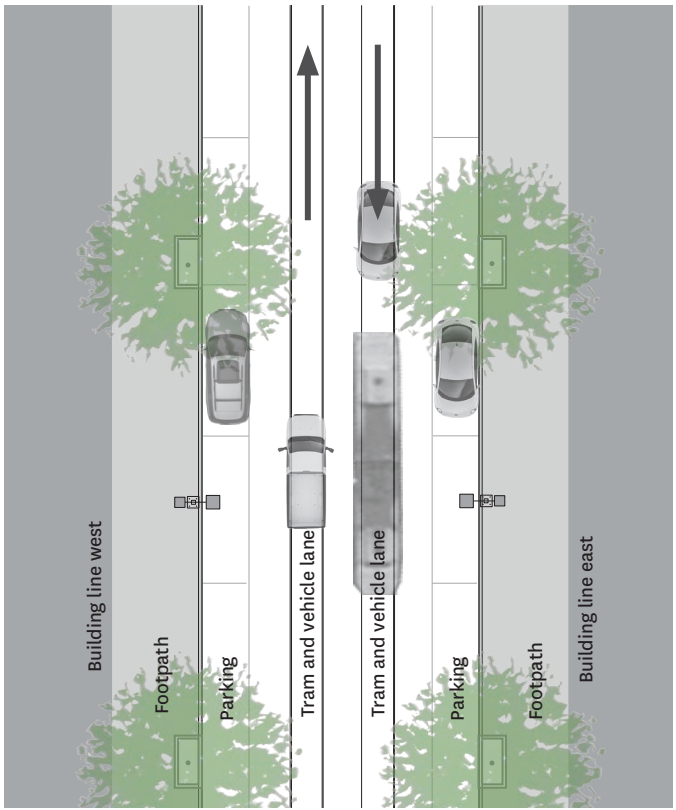 Building line west
Footpath
Parking
Tram and vehicle lane
Tram and vehicle lane
Parking
Footpath
Building line east